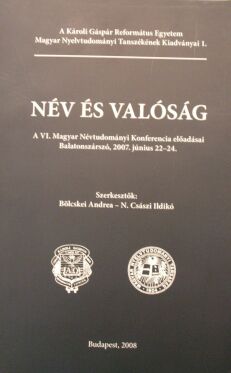 A Károli Gáspár Református Egyetem
Magyar Nyelvtudományi Tanszékének Kiadványai 1.
NÉV ÉS VALÓSÁG
A VI. Magyar Névtudományi Konferencia előadásai
Balatonszárszó, 2007. június 22–24.
Szerkesztők:
Bölcskei Andrea – N. Császi Ildikó
Budapest, 2008